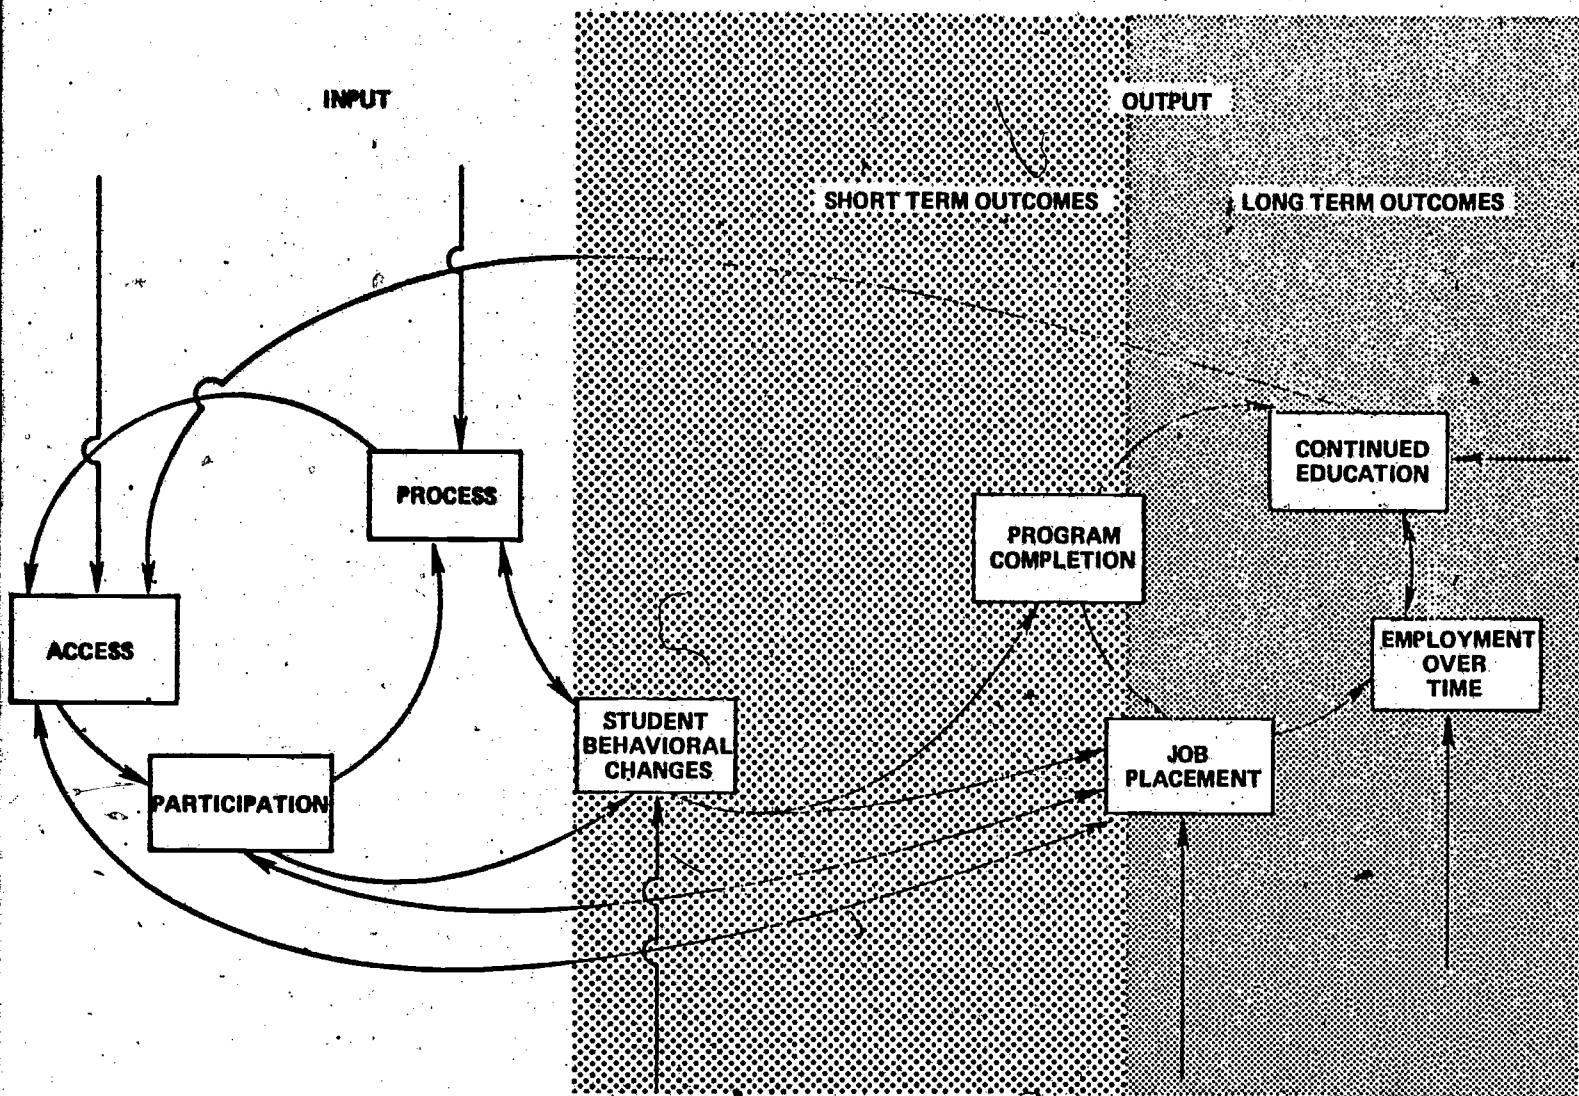 INPUT
OUTPUT
SHORT TERM OUTCOMES
LONG TERM OUTCOMES
CONTINUED
EDUCATION
PROCESS
PROGRAM
COMPLETION
ACCESS
EMPLOYMENT
OVER
TIME
STUDENT
BEHAVIORAL
CHANGES
JOB
PLACEMENT
PARTICIPATION